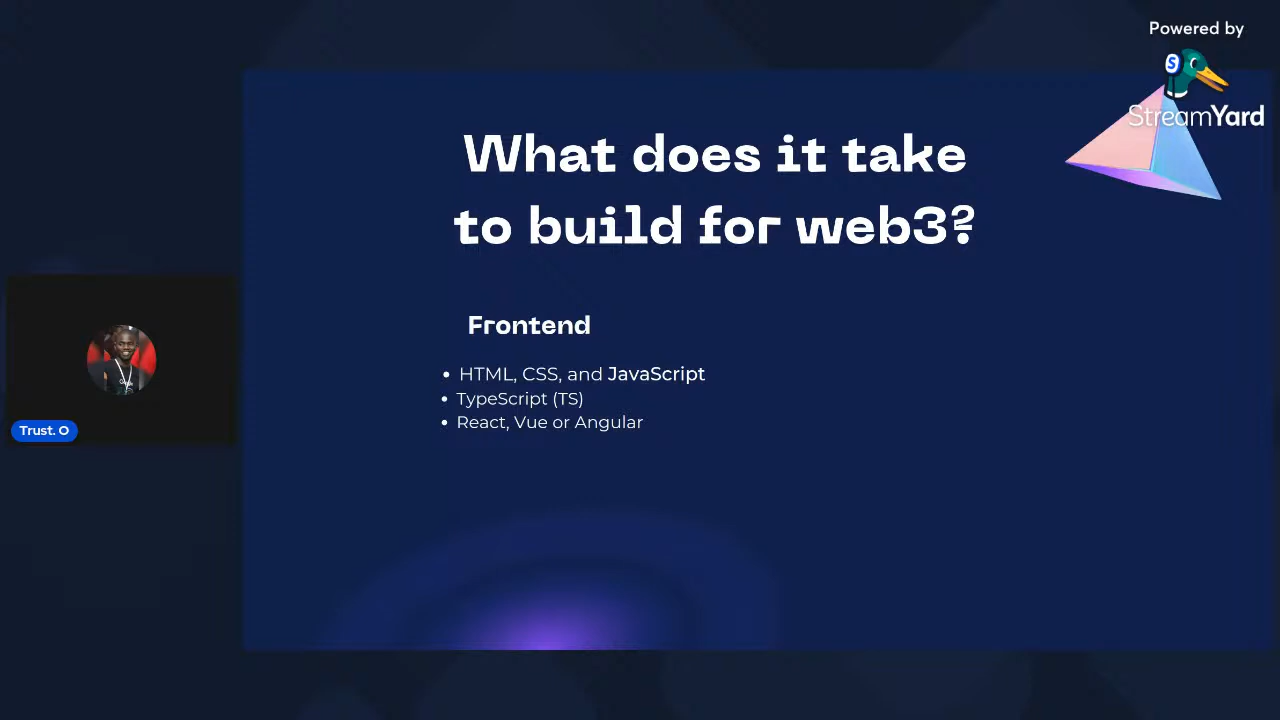 Powered by
StreamYard
What does it take
to build for web3?
Frontend
• HTML, CSS, and JavaScript
• TypeScript (TS)
• React, Vue or Angular
Trust. O